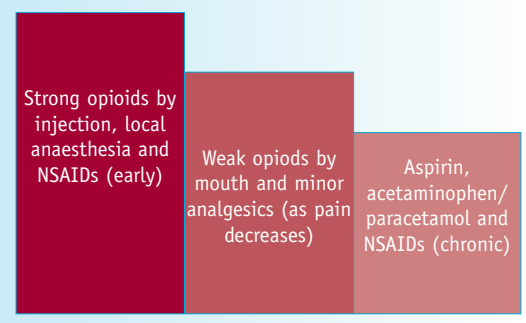 Strong opioids by
injection, local
anaesthesia and
NSAIDs (early)
Weak opiods by
mouth and minor
analgesics (as pain
decreases)
Aspirin,
acetaminophen/
paracetamol and
NSAIDs (chronic)